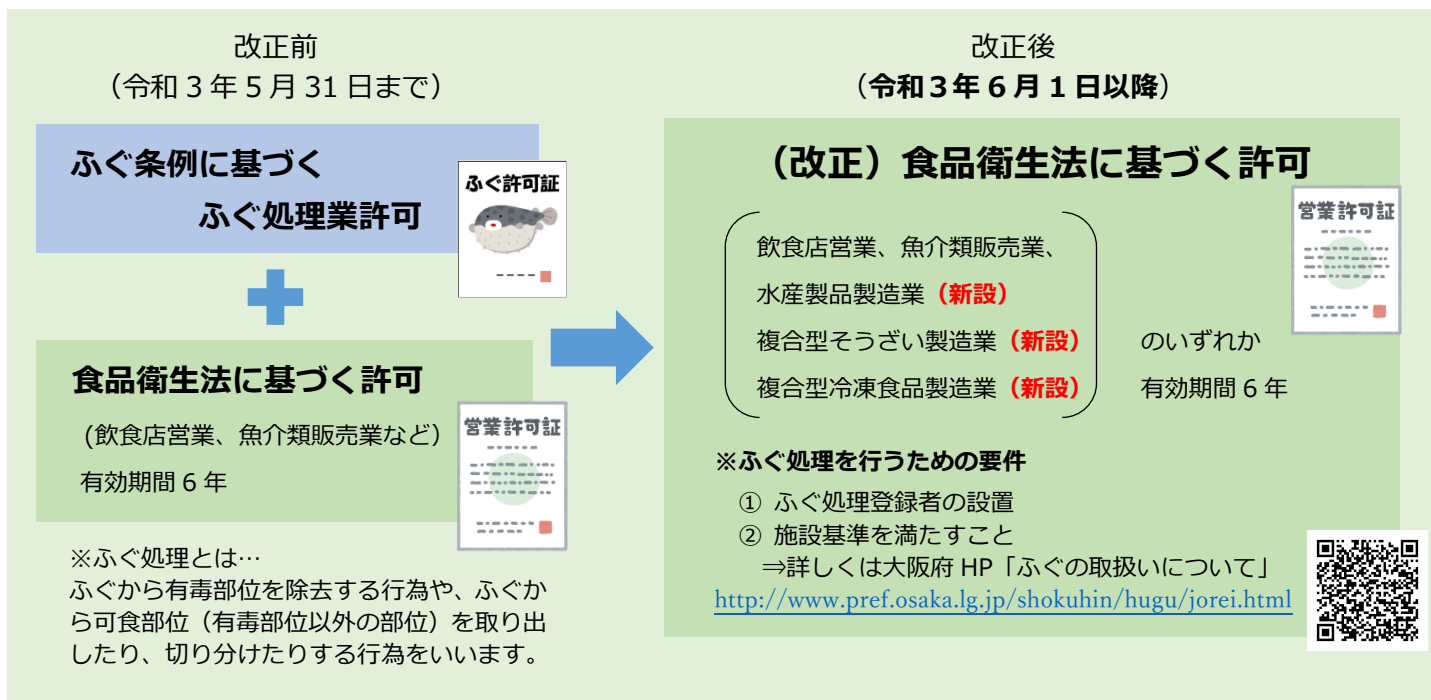 改正前
（令和 3 年 5 月 31 日まで）
ふぐ条例に基づく
ふぐ処理業許可
ふぐ許可証
食品衛生法に基づく許可
(飲食店営業、魚介類販売業など）
有効期間 6 年
営業許可証
※ふぐ処理とは…
ふぐから有毒部位を除去する行為や、ふぐか
ら可食部位（有毒部位以外の部位）を取り出
したり、切り分けたりする行為をいいます。
改正後
（令和３年 6 月 1 日以降）
（改正）食品衛生法に基づく許可
営業許可証
飲食店営業、魚介類販売業、
水産製品製造業（新設）
複合型そうざい製造業（新設） のいずれか
複合型冷凍食品製造業（新設） 有効期間 6 年
※ふぐ処理を行うための要件
① ふぐ処理登録者の設置
② 施設基準を満たすこと
⇒詳しくは大阪府 HP「ふぐの取扱いについて」
http://www.pref.osaka.lg.jp/shokuhin/hugu/jorei.html